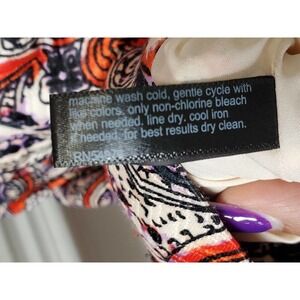 machine wash cold, gentle cycle with
like colors. only non-chlorine bleach
when needed. line dry. cool iron
if needed. for best results dry clean.